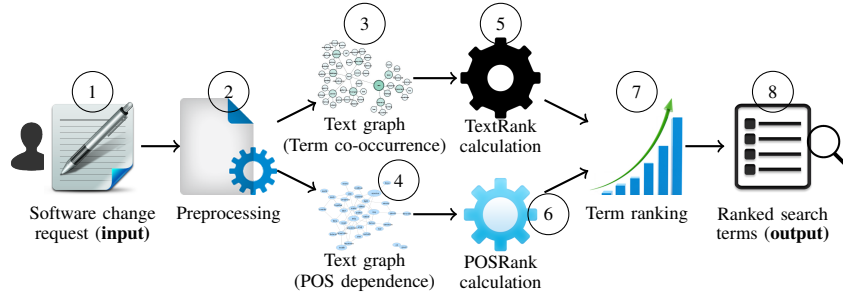 1
Software change
request (input)
2
Preprocessing
3
Text graph
(Term co-occurrence)
4
Text graph
(POS dependence)
5
TextRank
calculation
6
POSRank
calculation
7
Term ranking
8
Ranked search
terms (output)